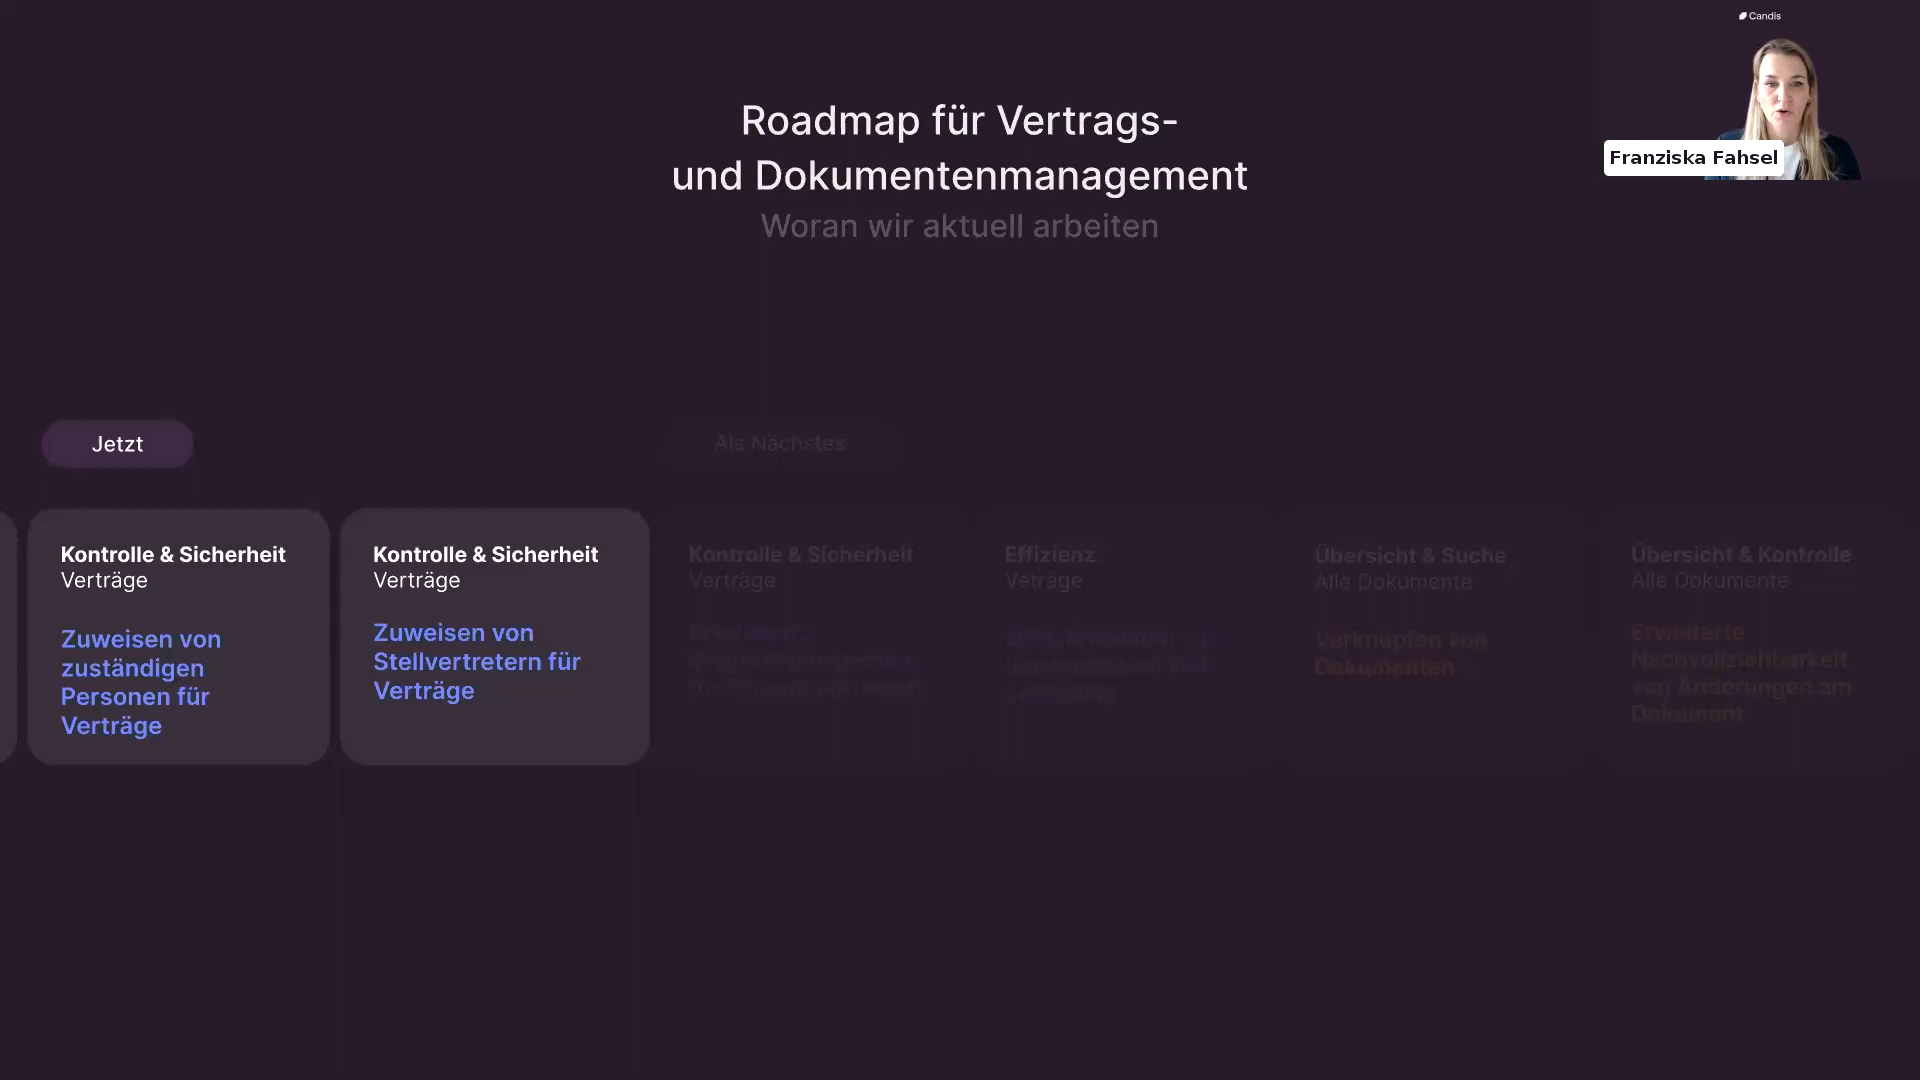 Candis
Roadmap für Vertrags-
und Dokumentenmanagement
Woran wir aktuell arbeiten
Franziska Fahsel
Jetzt
Als Nächstes
Kontrolle & Sicherheit
Verträge
Zuweisen von
zuständigen
Personen für
Verträge
Kontrolle & Sicherheit
Verträge
Zuweisen von
Stellvertretern für
Verträge
Kontrolle & Sicherheit
Verträge
Effizienz
Veträge
Übersicht & Suche
Alle Dokumente
Verknüpfen von
Dokumenten
Übersicht & Kontrolle
Alle Dokumente
Erweiterte
Nachvollziehbarkeit
von Änderungen am
Dokument